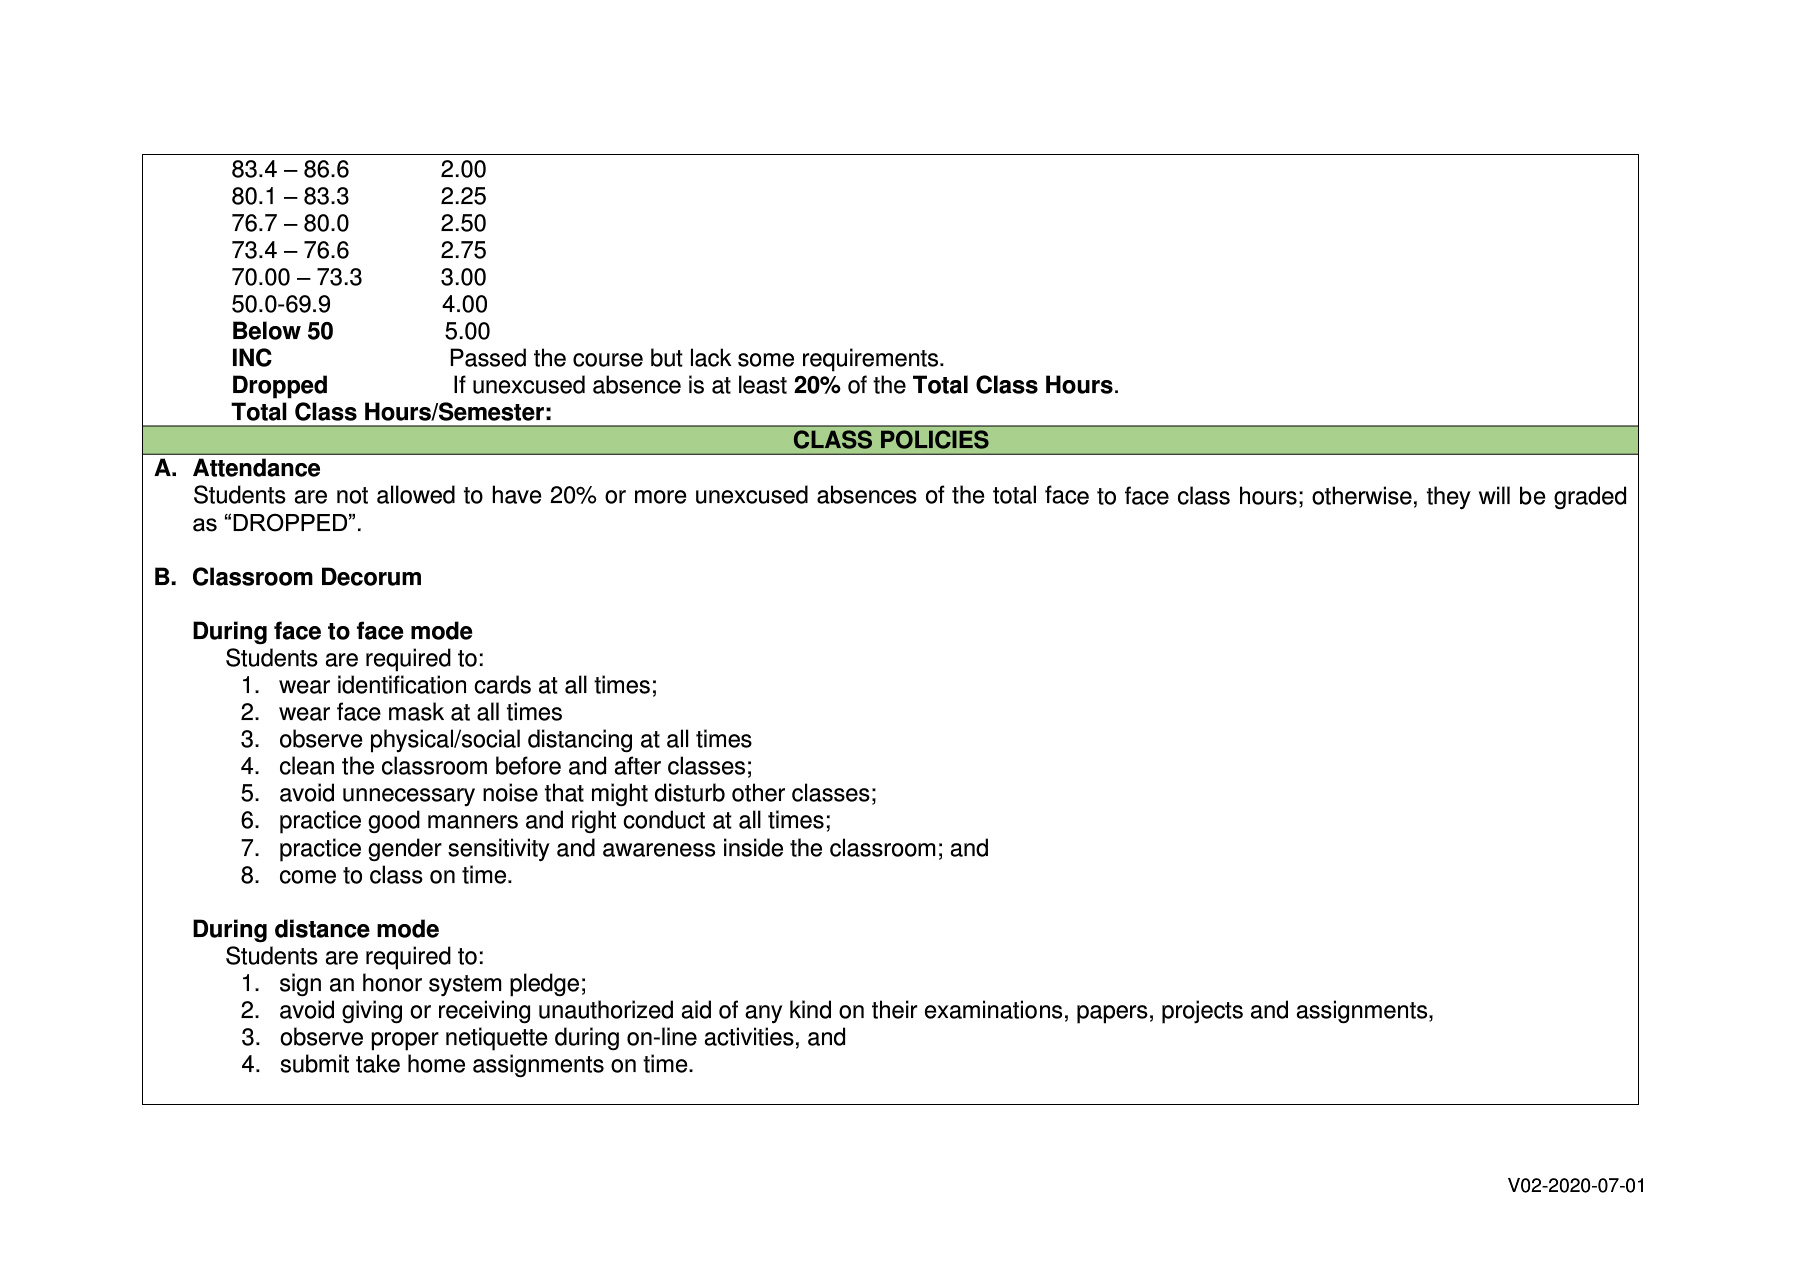 83.4 – 86.6 2.00
80.1 – 83.3 2.25
76.7 – 80.0 2.50
73.4 – 76.6 2.75
70.00 – 73.3 3.00
50.0-69.9 4.00
Below 50 5.00
INC Passed the course but lack some requirements.
Dropped If unexcused absence is at least 20% of the Total Class Hours.
Total Class Hours/Semester:
CLASS POLICIES
A. Attendance
Students are not allowed to have 20% or more unexcused absences of the total face to face class hours; otherwise, they will be graded
as “DROPPED”.
B. Classroom Decorum
During face to face mode
Students are required to:
1. wear identification cards at all times;
2. wear face mask at all times
3. observe physical/social distancing at all times
4. clean the classroom before and after classes;
5. avoid unnecessary noise that might disturb other classes;
6. practice good manners and right conduct at all times;
7. practice gender sensitivity and awareness inside the classroom; and
8. come to class on time.
During distance mode
Students are required to:
1. sign an honor system pledge;
2. avoid giving or receiving unauthorized aid of any kind on their examinations, papers, projects and assignments,
3. observe proper netiquette during on-line activities, and
4. submit take home assignments on time.
V02-2020-07-01